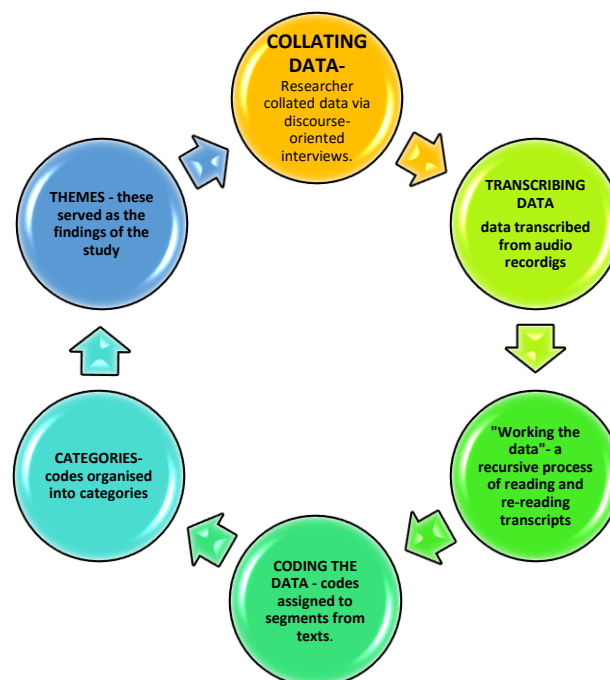 COLLATING
DATA-
Researcher
collated data via
discourse-
oriented
interviews.
TRANSCRIBING
DATA
data transcribed
from audio
recordigs
"Working the
data"- a
recursive process
of reading and
re-reading
transcripts
CODING THE
DATA - codes
assigned to
segments from
texts.
CATEGORIES-
codes organised
into categories
THEMES - these
served as the
findings of the
study